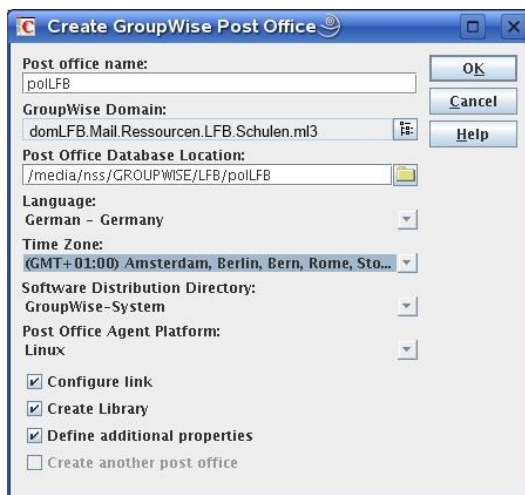 Create GroupWise Post Office
Post office name:
polLFB
OK
GroupWise Domain:
domLFB.Mail.Ressourcen.LFB.Schulen.ml3
Cancel
Help
Post Office Database Location:
/media/nss/GROUPWISE/LFB/polLFB
Language:
German - Germany
Time Zone:
(GMT+01:00) Amsterdam, Berlin, Bern, Rome, Sto...
Software Distribution Directory:
GroupWise-System
Post Office Agent Platform:
Linux
Configure link
Create Library
Define additional properties
Create another post office